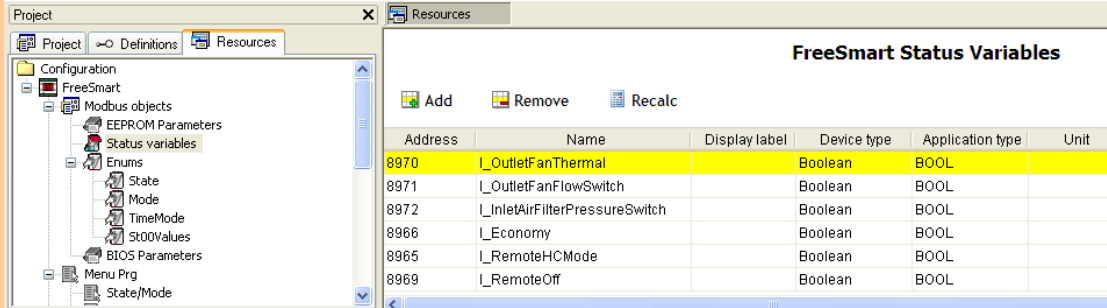 Project
Resources
Project Definitions Resources
Configuration
FreeSmart
Modbus objects
EEPROM Parameters
Status variables
Enums
State
Mode
TimeMode
St00Values
BIOS Parameters
Menu Prg
State/Mode
FreeSmart Status Variables
Add Remove Recalc
Address Name Display label Device type Application type Unit
8970 I_OutletFanThermal Boolean BOOL
8971 I_OutletFanFlowSwitch Boolean BOOL
8972 I_InletAirFilterPressureSwitch Boolean BOOL
8966 I_Economy Boolean BOOL
8965 I_RemoteHCMode Boolean BOOL
8969 I_RemoteOff Boolean BOOL